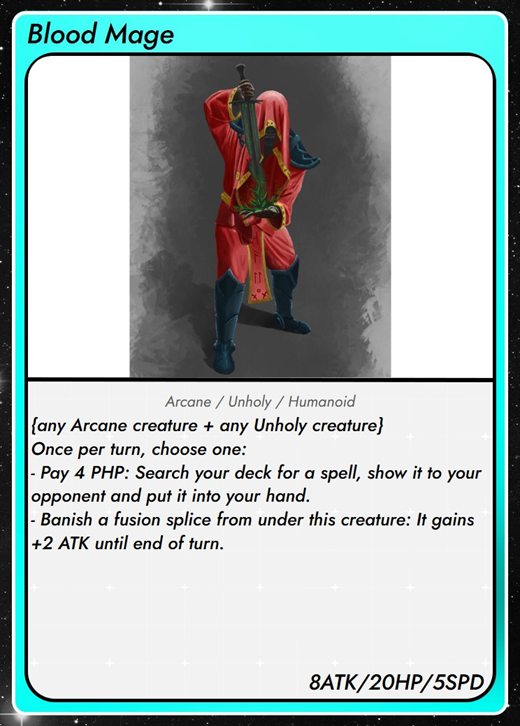 Blood Mage
Arcane / Unholy / Humanoid
{any Arcane creature + any Unholy creature}
Once per turn, choose one:
- Pay 4 PHP: Search your deck for a spell, show it to your
opponent and put it into your hand.
- Banish a fusion splice from under this creature: It gains
+2 ATK until end of turn.
8ATK/20HP/5SPD